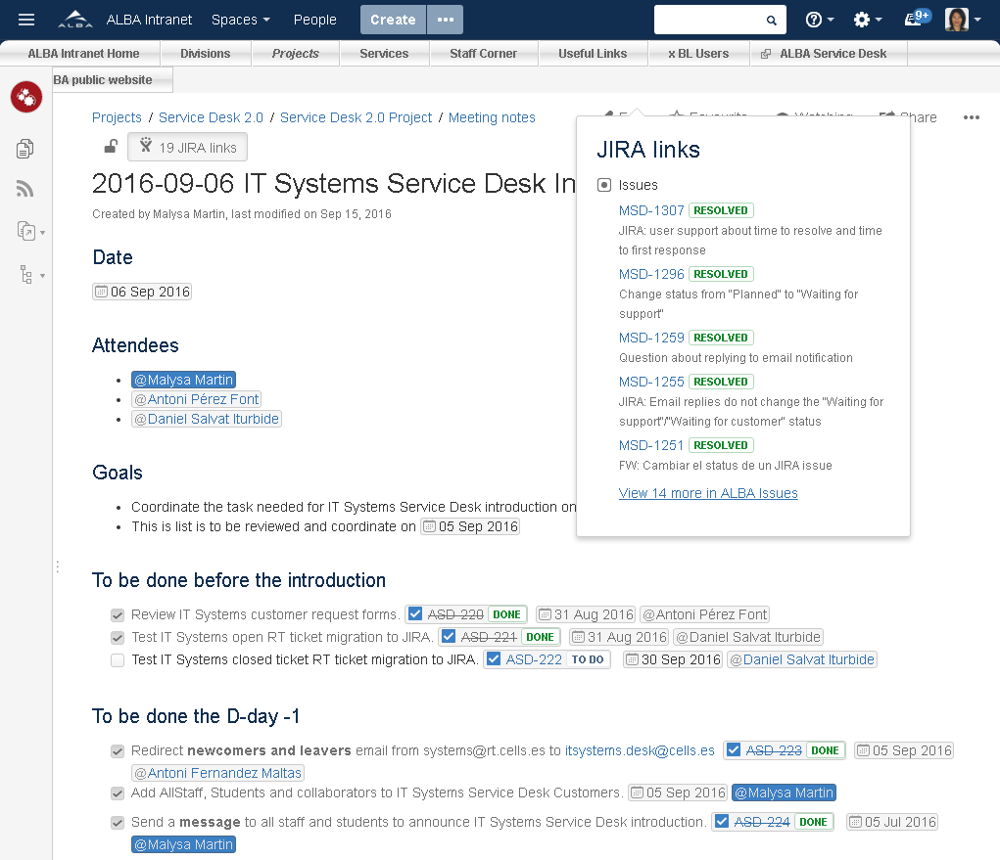 ALBA ALBA Intranet Spaces People Create ••• 9+
ALBA Intranet Home Divisions Projects Services Staff Corner Useful Links x BL Users ALBA Service Desk
BA public website
Projects / Service Desk 2.0 / Service Desk 2.0 Project / Meeting notes
Favourite Watching Share •••
19 JIRA links
2016-09-06 IT Systems Service Desk In
Created by Malysa Martin, last modified on Sep 15, 2016
Date
06 Sep 2016
Attendees
• @Malysa Martin
• @Antoni Pérez Font
• @Daniel Salvat Iturbide
Goals
• Coordinate the task needed for IT Systems Service Desk introduction on
• This is list is to be reviewed and coordinate on 05 Sep 2016
JIRA links
Issues
MSD-1307 RESOLVED
JIRA: user support about time to resolve and time
to first response
MSD-1296 RESOLVED
Change status from "Planned" to "Waiting for
support"
MSD-1259 RESOLVED
Question about replying to email notification
MSD-1255 RESOLVED
JIRA: Email replies do not change the "Waiting for
support"/"Waiting for customer" status
MSD-1251 RESOLVED
FW: Cambiar el status de un JIRA issue
View 14 more in ALBA Issues
To be done before the introduction
Review IT Systems customer request forms. ASD-220 DONE 31 Aug 2016 @Antoni Pérez Font
Test IT Systems open RT ticket migration to JIRA. ASD-221 DONE 31 Aug 2016 @Daniel Salvat Iturbide
Test IT Systems closed ticket RT ticket migration to JIRA. ASD-222 TO DO 30 Sep 2016 @Daniel Salvat Iturbide
To be done the D-day -1
Redirect newcomers and leavers email from systems@rt.cells.es to itsystems.desk@cells.es ASD-223 DONE 05 Sep 2016
@Antoni Fernandez Maltas
Add AllStaff, Students and collaborators to IT Systems Service Desk Customers. 05 Sep 2016 @Malysa Martin
Send a message to all staff and students to announce IT Systems Service Desk introduction. ASD-224 DONE 05 Jul 2016
@Malysa Martin